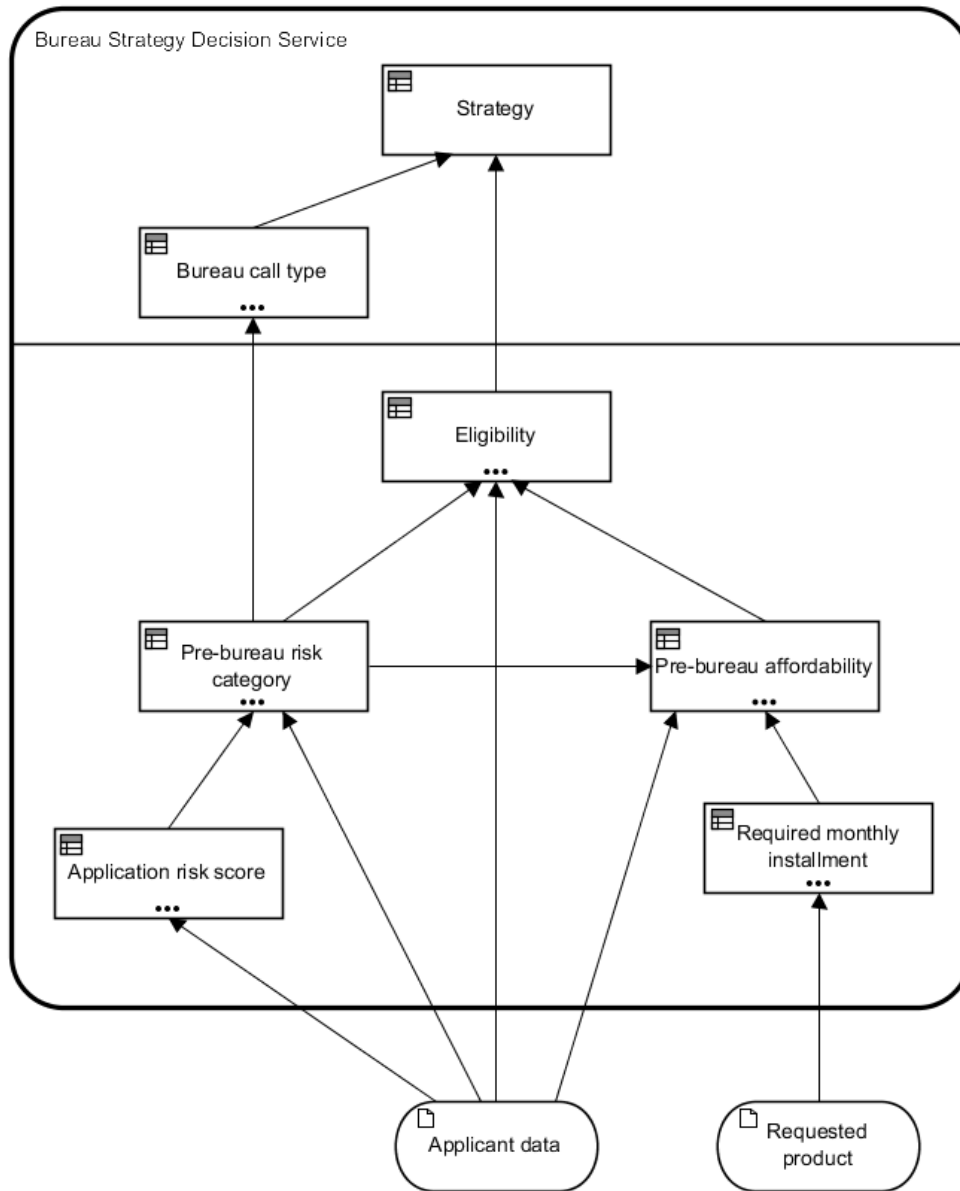 Bureau Strategy Decision Service
Strategy
Bureau call type
Eligibility
Pre-bureau risk
category
Pre-bureau affordability
Application risk score
Required monthly
installment
Applicant data
Requested
product